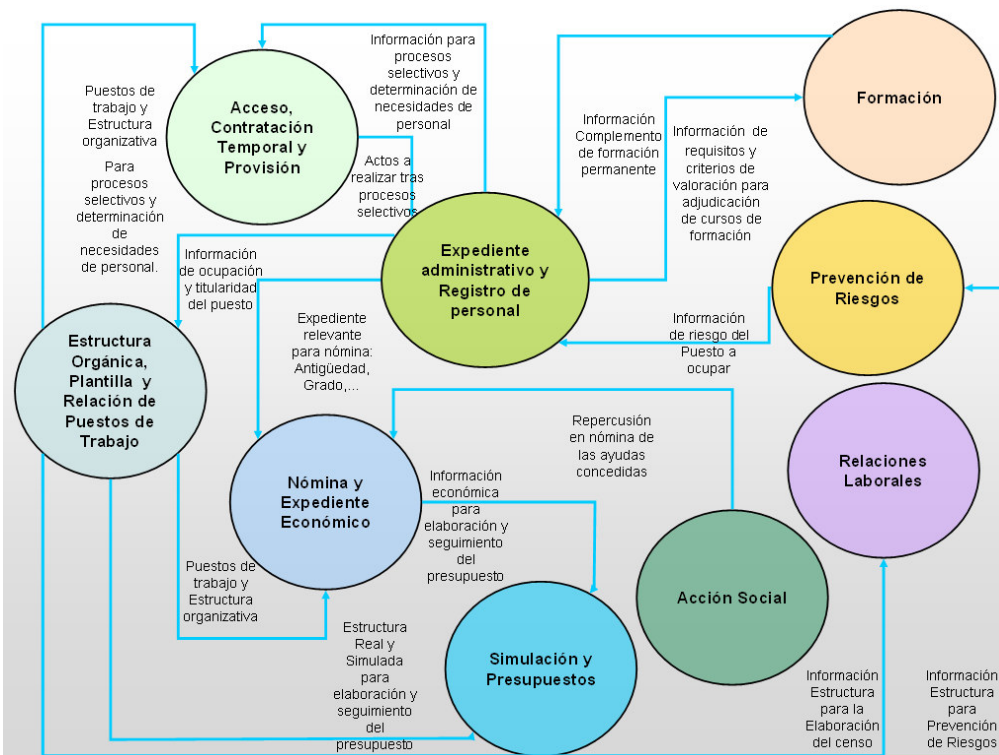 Puestos de
trabajo y
Estructura
organizativa
Para
procesos
selectivos y
determinación
de
necesidades
de personal.
Acceso,
Contratación
Temporal y
Provisión
Información para
procesos
selectivos y
determinación de
necesidades de
personal
Actos a
realizar tras
procesos
selectivos
Información
Complemento
de formación
permanente
Información de
requisitos y
criterios de
valoración para
adjudicación de
cursos de
formación
Formación
Información
de ocupación
y titularidad
del puesto
Expediente
administrativo y
Registro de
personal
Prevención de
Riesgos
Información
de riesgo del
Puesto a
ocupar
Estructura
Orgánica,
Plantilla y
Relación de
Puestos de
Trabajo
Expediente
relevante
para nómina:
Antigüedad,
Grado,...
Repercusión
en nómina de
las ayudas
concedidas
Relaciones
Laborales
Nómina y
Expediente
Económico
Información
económica
para
elaboración y
seguimiento
del
presupuesto
Puestos de
trabajo y
Estructura
organizativa
Acción Social
Estructura
Real y
Simulada
para
elaboración y
seguimiento
del
presupuesto
Simulación y
Presupuestos
Información
Estructura
para la
Elaboración
del censo
Información
Estructura
para
Prevención
de Riesgos